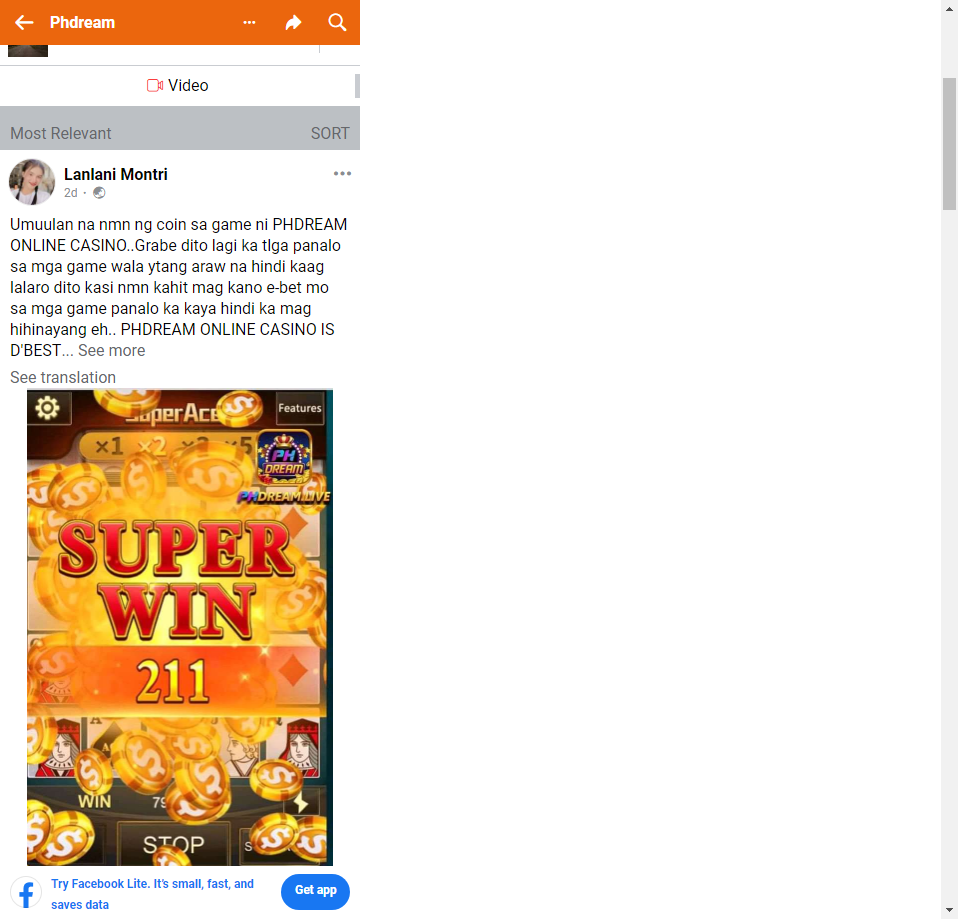 Phdream
Video
Most Relevant
SORT
Lanlani Montri
2d
Umuulan na nmn ng coin sa game ni PHDREAM
ONLINE CASINO..Grabe dito lagi ka tlga panalo
sa mga game wala ytang araw na hindi kaag
lalaro dito kasi nmn kahit mag kano e-bet mo
sa mga game panalo ka kaya hindi ka mag
hihinayang eh.. PHDREAM ONLINE CASINO IS
D'BEST... See more
See translation
SuperAce
Features
x1 x2 x3 x5
PH
DREAM
PHDREAM.LIVE
SUPER
WIN
211
WIN
STOP
Try Facebook Lite. It's small, fast, and
saves data
Get app